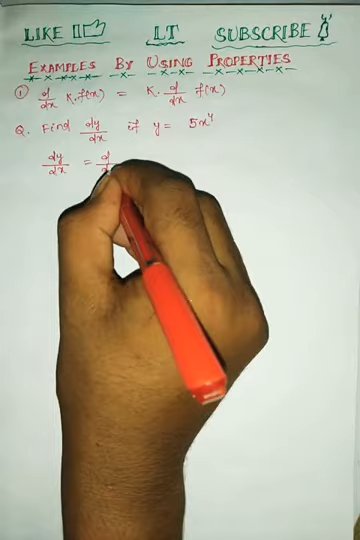 LIKE LT SUBSCRIBE
EXAMPLES BY USING PROPERTIES
① d/dx K.f(x) = K. d/dx f(x)
Q. Find dy/dx if y = 5x⁴
dy/dx = d/d